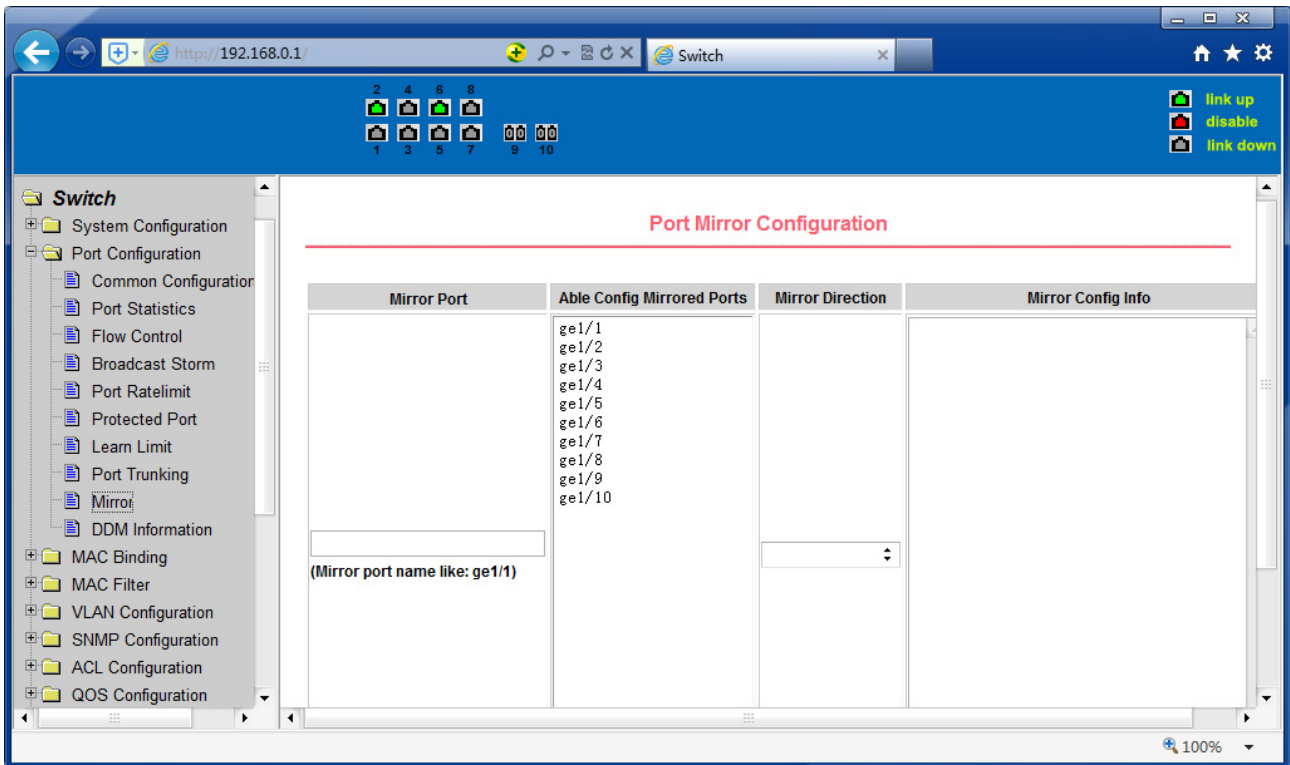 http://192.168.0.1/
Switch
2 4 6 8
1 3 5 7 9 10
link up
disable
link down
Switch
System Configuration
Port Configuration
Common Configuration
Port Statistics
Flow Control
Broadcast Storm
Port Ratelimit
Protected Port
Learn Limit
Port Trunking
Mirror
DDM Information
MAC Binding
MAC Filter
VLAN Configuration
SNMP Configuration
ACL Configuration
QOS Configuration
Port Mirror Configuration
Mirror Port
Able Config Mirrored Ports
Mirror Direction
Mirror Config Info
ge1/1
ge1/2
ge1/3
ge1/4
ge1/5
ge1/6
ge1/7
ge1/8
ge1/9
ge1/10
(Mirror port name like: ge1/1)
100%